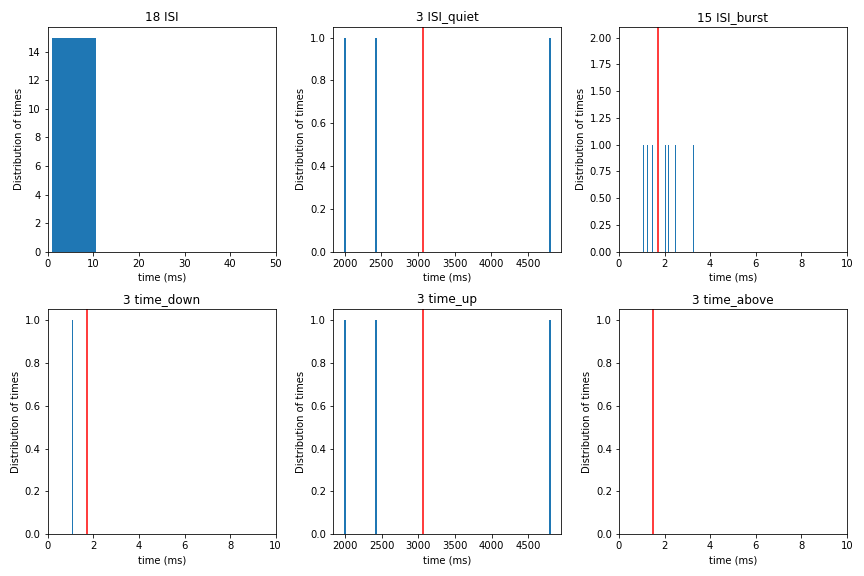 18 ISI
3 ISI_quiet
15 ISI_burst
Distribution of times
14
12
10
8
6
4
2
0
0 10 20 30 40 50
time (ms)
Distribution of times
1.0
0.8
0.6
0.4
0.2
0.0
2000 2500 3000 3500 4000 4500
time (ms)
Distribution of times
2.00
1.75
1.50
1.25
1.00
0.75
0.50
0.25
0.00
0 2 4 6 8 10
time (ms)
3 time_down
3 time_up
3 time_above
Distribution of times
1.0
0.8
0.6
0.4
0.2
0.0
0 2 4 6 8 10
time (ms)
Distribution of times
1.0
0.8
0.6
0.4
0.2
0.0
2000 2500 3000 3500 4000 4500
time (ms)
Distribution of times
1.0
0.8
0.6
0.4
0.2
0.0
0 2 4 6 8 10
time (ms)